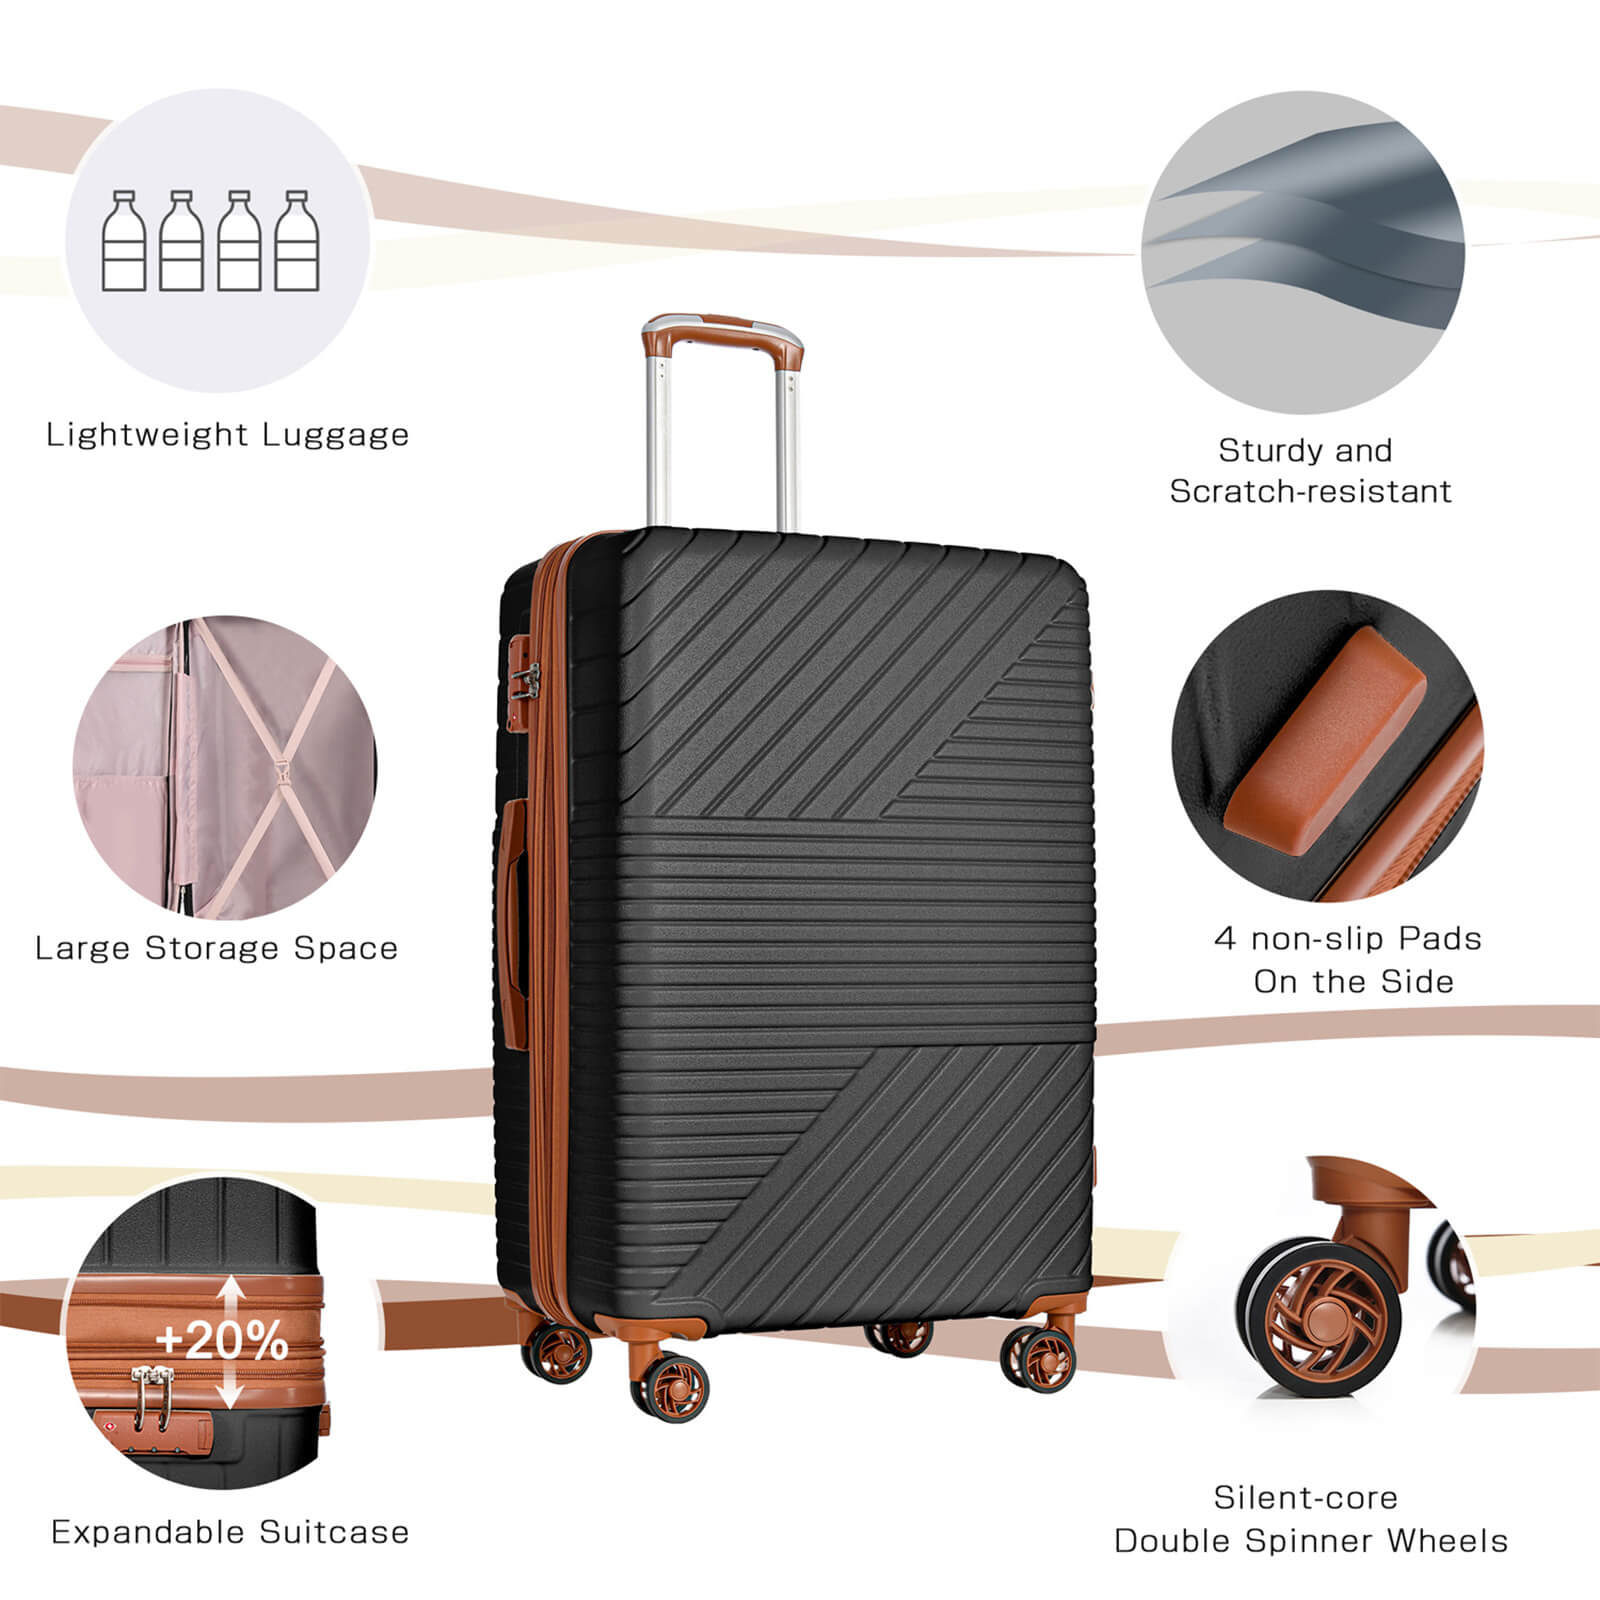 Lightweight Luggage
Sturdy and
Scratch-resistant
Large Storage Space
4 non-slip Pads
On the Side
+20%
Expandable Suitcase
Silent-core
Double Spinner Wheels